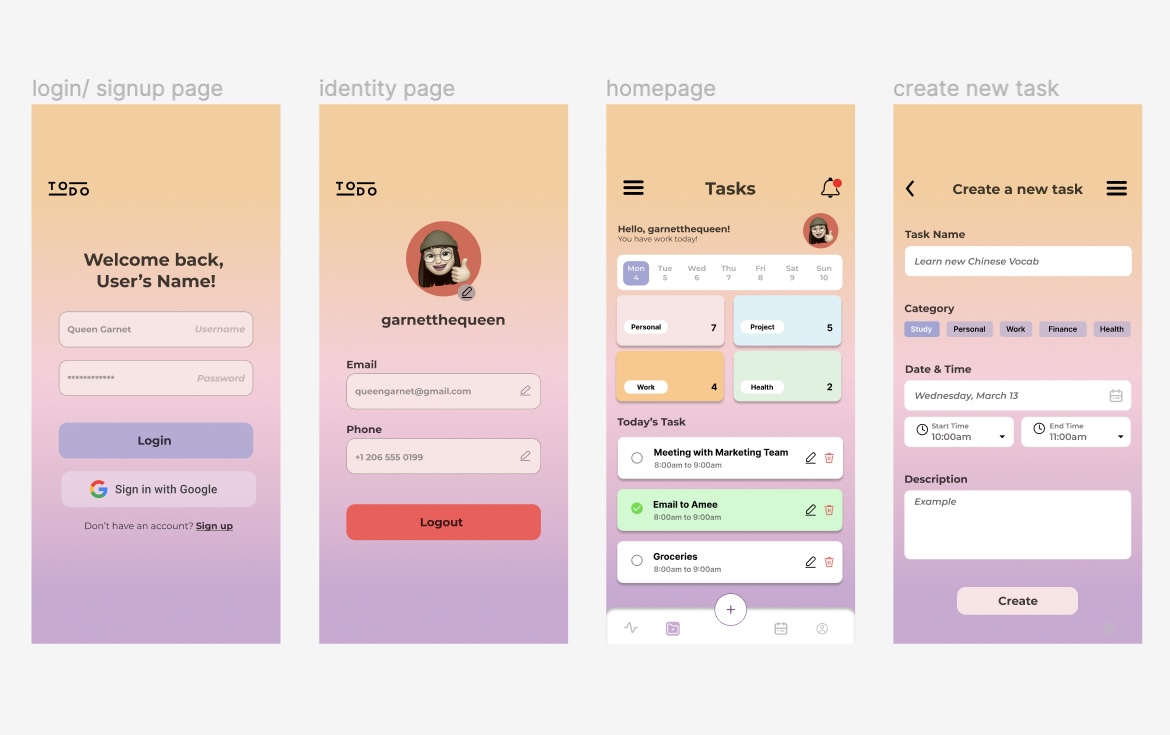 login/ signup page
TODO
Welcome back,
User's Name!
Queen Garnet Username
************ Password
Login
Sign in with Google
Don't have an account? Sign up
identity page
TODO
garnetthequeen
Email
queengarnet@gmail.com
Phone
+1 206 555 0199
Logout
homepage
Tasks
Hello, garnetthequeen!
You have work today!
Mon Tue Wed Thu Fri Sat Sun
4 5 6 7 8 9 10
Personal 7
Project 5
Work 4
Health 2
Today's Task
Meeting with Marketing Team
8:00am to 9:00am
Email to Amee
8:00am to 9:00am
Groceries
8:00am to 9:00am
+
create new task
Create a new task
Task Name
Learn new Chinese Vocab
Category
Study Personal Work Finance Health
Date & Time
Wednesday, March 13
Start Time
10:00am
End Time
11:00am
Description
Example
Create